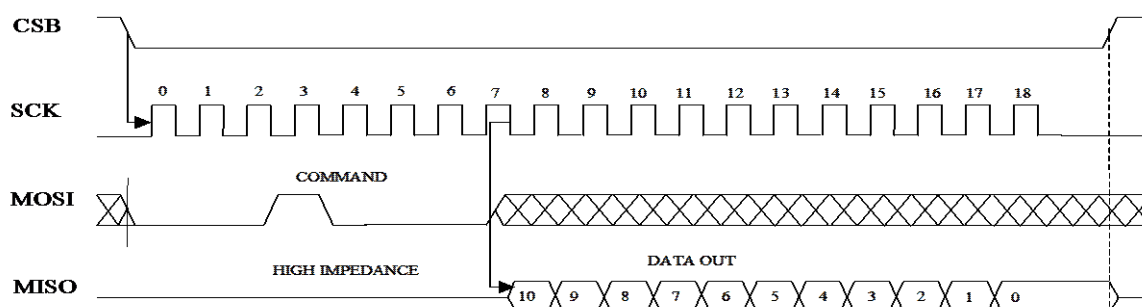 CSB
0 1 2 3 4 5 6 7 8 9 10 11 12 13 14 15 16 17 18
SCK
COMMAND
MOSI
HIGH IMPEDANCE DATA OUT
MISO 10 9 8 7 6 5 4 3 2 1 0